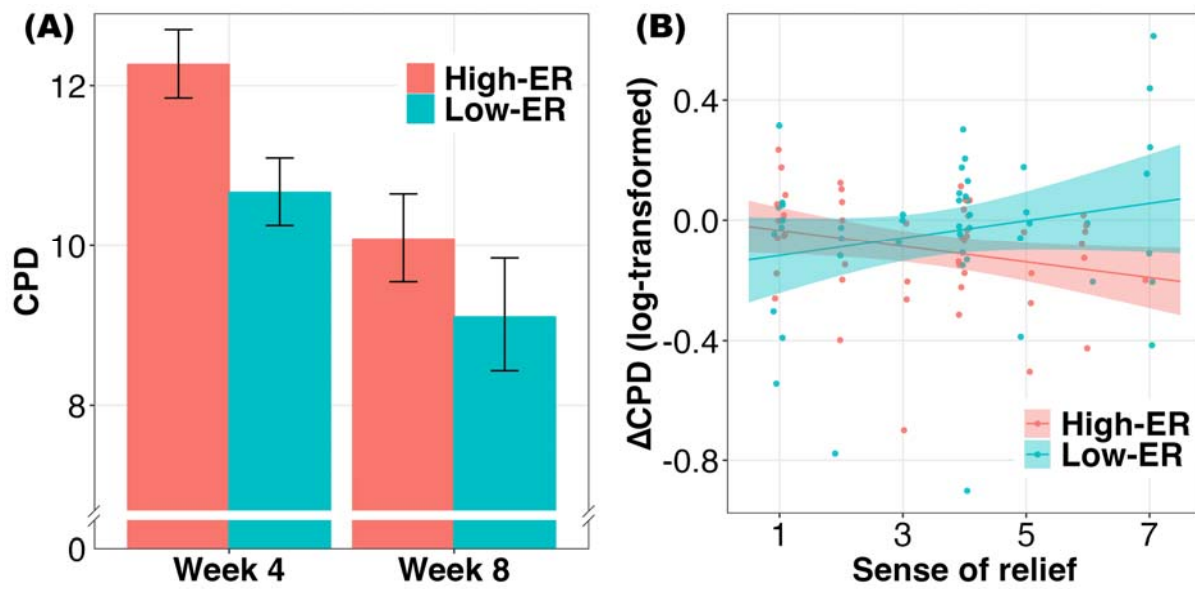 (A)
CPD
12
10
8
0
High-ER
Low-ER
Week 4
Week 8
(B)
ΔCPD (log-transformed)
0.4
0.0
-0.4
-0.8
High-ER
Low-ER
1
3
5
7
Sense of relief